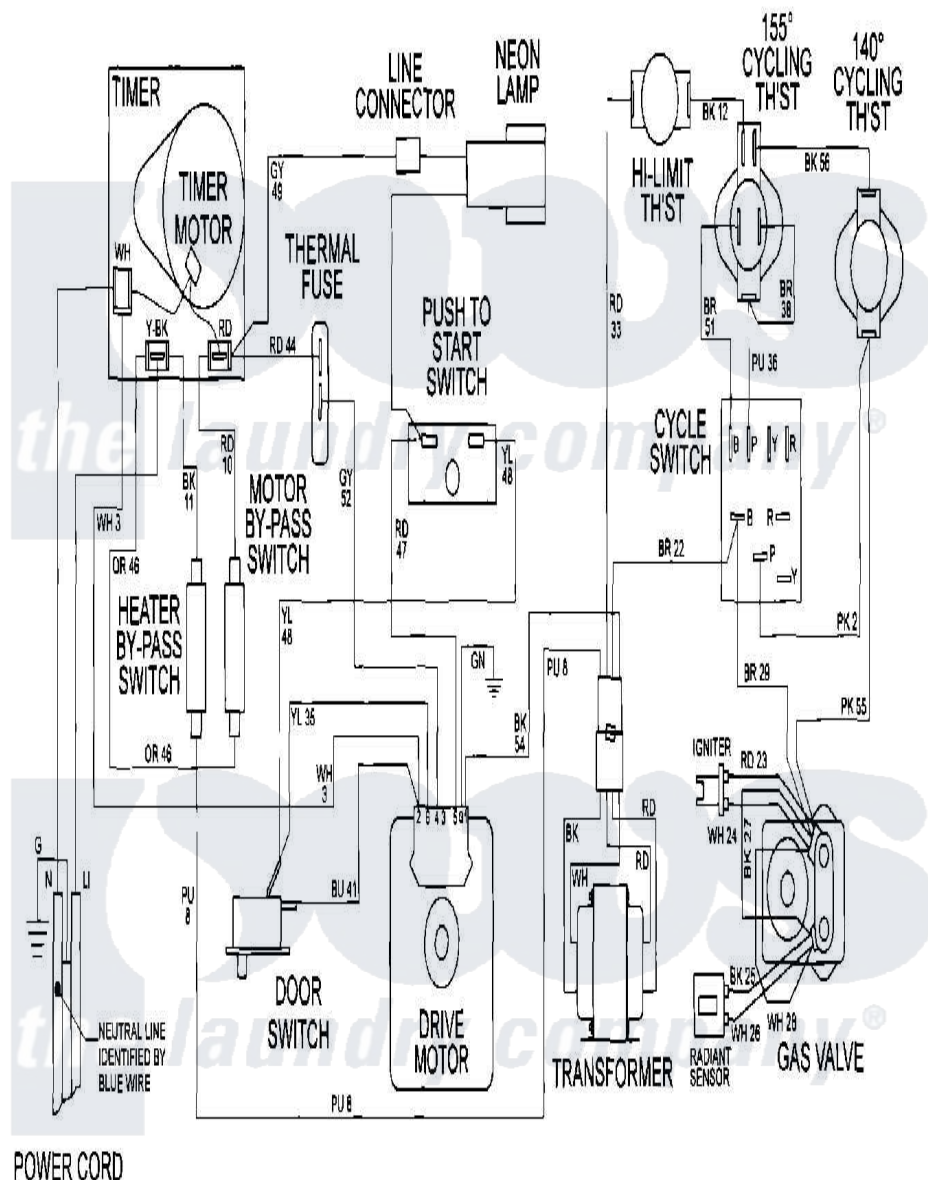 TIMER
TIMER
MOTOR
WH
Y-BK
RD
LINE
CONNECTOR
NEON
LAMP
GY
49
THERMAL
FUSE
RD 44
HI-LIMIT
TH'ST
BK 12
155°
CYCLING
TH'ST
140°
CYCLING
TH'ST
BK 56
RD
33
BR
51
BR
38
PU 36
PUSH TO
START
SWITCH
CYCLE
SWITCH
B
P
Y
R
B
R
P
Y
the laundry company®
RD
10
BK
11
GY
52
YL
48
RD
47
WH 3
OR 46
MOTOR
BY-PASS
SWITCH
HEATER
BY-PASS
SWITCH
BR 22
PK 2
YL
48
GN
PU 8
BR 29
PK 55
YL 35
BK
54
OR 46
WH
3
IGNITER
RD 23
WH 24
BK 27
G
N
LI
2
4
3
5
BU 41
PU
8
BK
WH
RD
RD
BK 25
WH 26
WH 28
DOOR
SWITCH
DRIVE
MOTOR
TRANSFORMER
RADIANT
SENSOR
GAS VALVE
NEUTRAL LINE
IDENTIFIED BY
BLUE WIRE
the laundry company®
POWER CORD